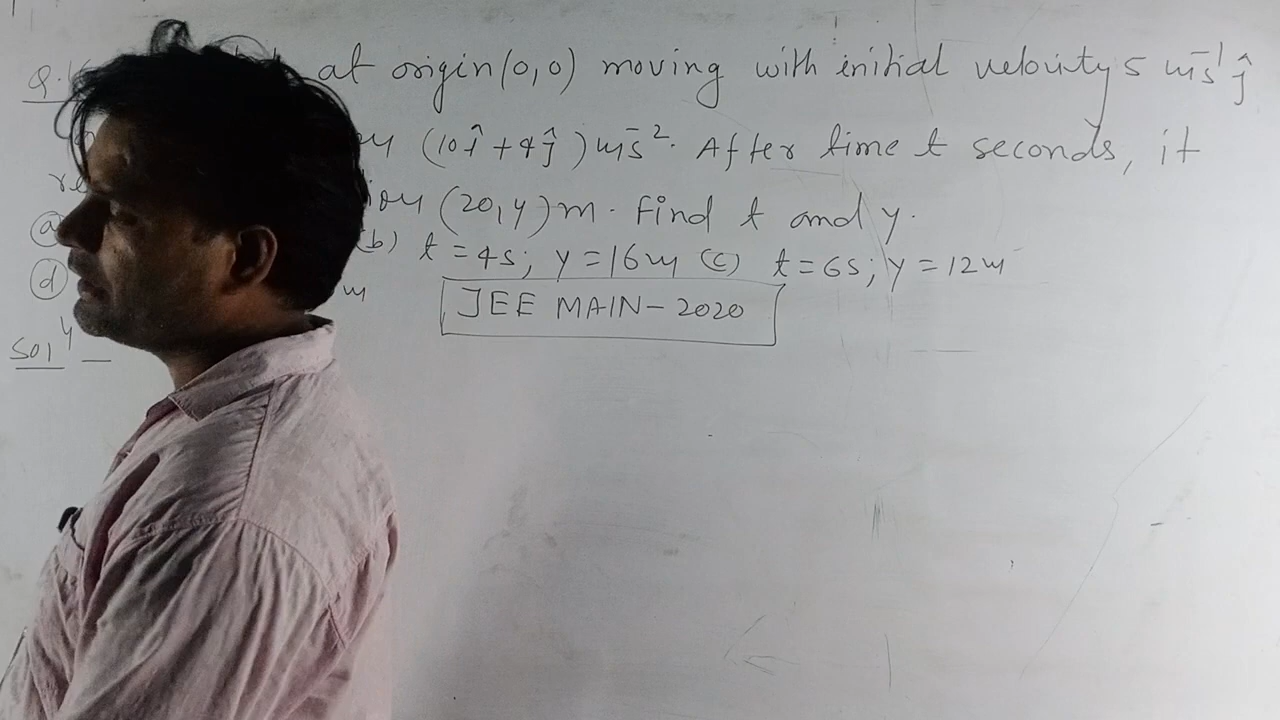 at origin (0,0) moving with initial velocity 5 ms⁻¹ ĵ
(10î + 4ĵ) ms⁻². After time t seconds, it
(20, y) m. Find t and y.
(a) (b) t = 4s; y = 16m (c) t = 6s; y = 12m
(d) m
JEE MAIN - 2020
Solⁿ